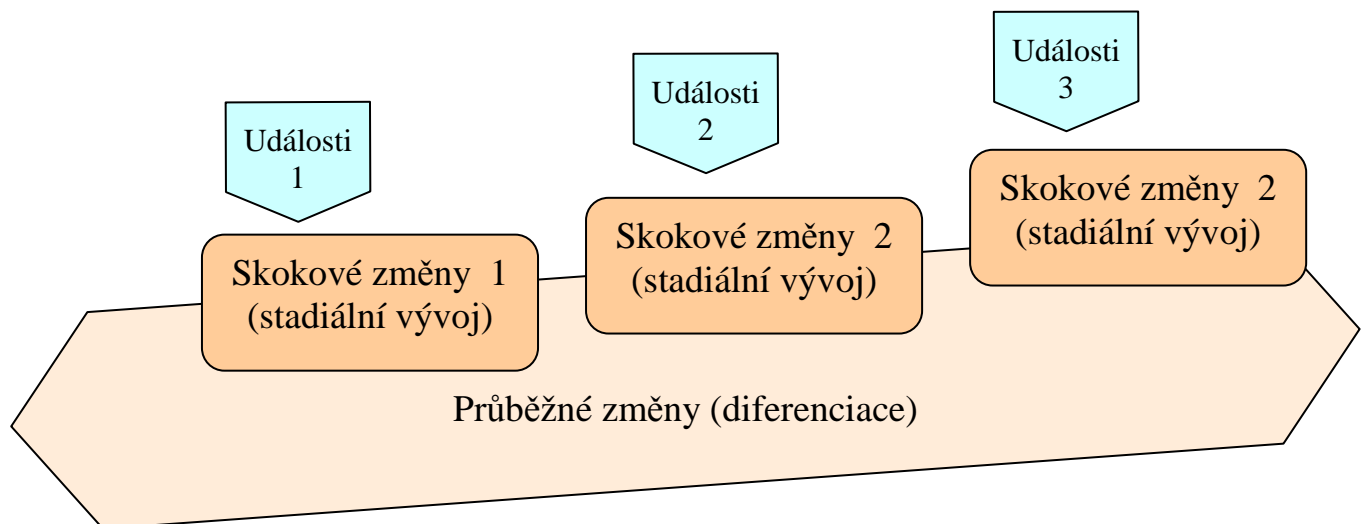 Události
1
Události
2
Události
3
Skokové změny  1
(stadiální vývoj)
Skokové změny  2
(stadiální vývoj)
Skokové změny  2
(stadiální vývoj)
Průběžné změny (diferenciace)